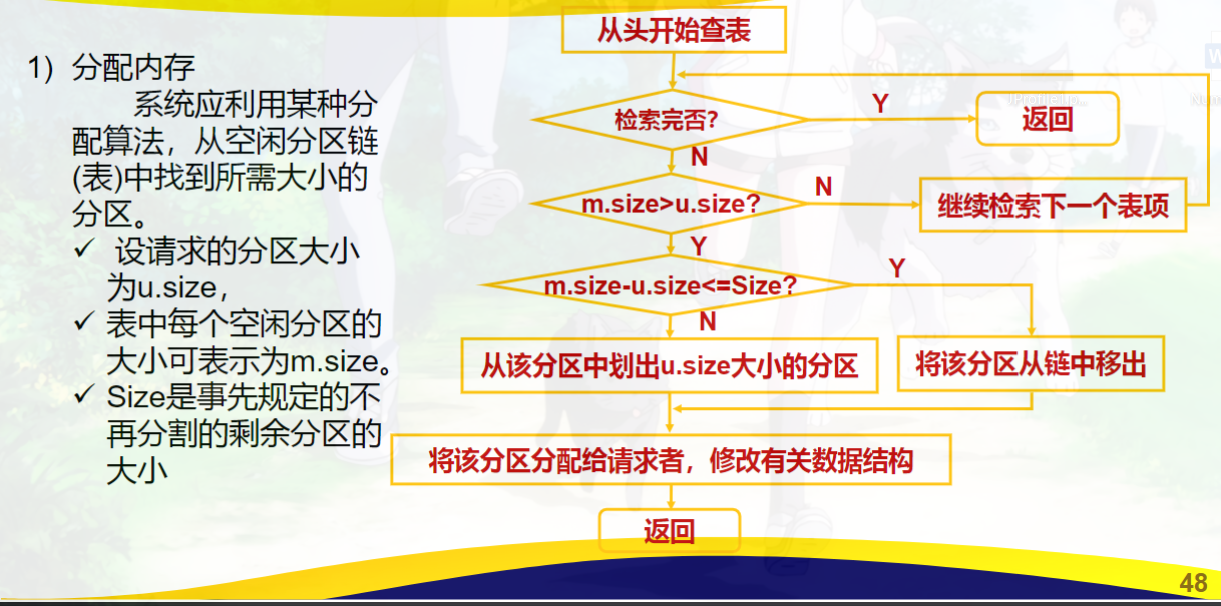 1) 分配内存
系统应利用某种分
配算法，从空闲分区链
(表)中找到所需大小的
分区。
✓ 设请求的分区大小
为u.size，
✓ 表中每个空闲分区的
大小可表示为m.size。
✓ Size是事先规定的不
再分割的剩余分区的
大小
从头开始查表
检索完否?
Y
返回
N
m.size>u.size?
N
继续检索下一个表项
Y
m.size-u.size<=Size?
Y
N
从该分区中划出u.size大小的分区
将该分区从链中移出
将该分区分配给请求者，修改有关数据结构
返回
48